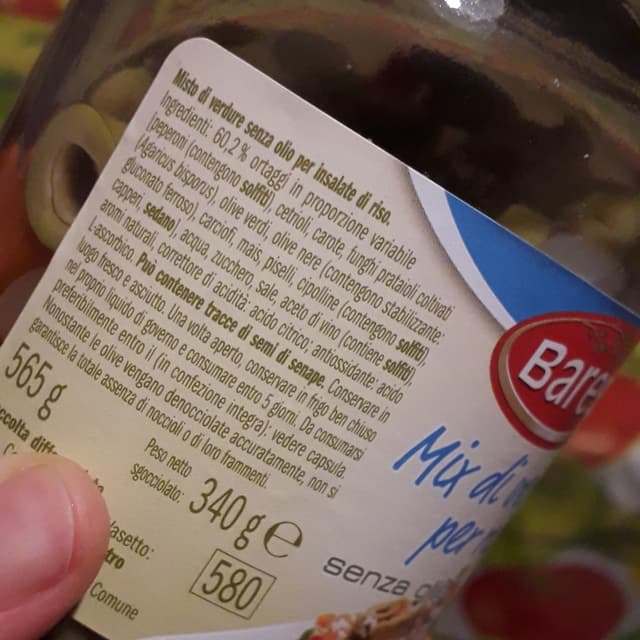 Misto di verdure senza olio per insalate di riso.
Ingredienti: 60,2% ortaggi in proporzione variabile
(peperoni (contengono solfiti), cetrioli, carote, funghi prataioli coltivati
(Agaricus bisporus), olive verdi, olive nere (contengono stabilizzante:
gluconato ferroso), carciofi, mais, piselli, cipolline (contengono solfiti),
capperi, sedano), acqua, zucchero, sale, aceto di vino (contiene solfiti),
aromi naturali, correttore di acidità: acido citrico; antiossidante: acido
L-ascorbico. Può contenere tracce di semi di senape. Conservare in
luogo fresco e asciutto. Una volta aperto, conservare in frigo ben chiuso
nel proprio liquido di governo e consumare entro 5 giorni. Da consumarsi
preferibilmente entro il (in confezione integra): vedere capsula.
Nonostante le olive vengano denocciolate accuratamente, non si
garantisce la totale assenza di noccioli o di loro frammenti.
565 g
Peso netto
sgocciolato: 340 g e
580
Vasetto:
Comune
Mix di
per
senza